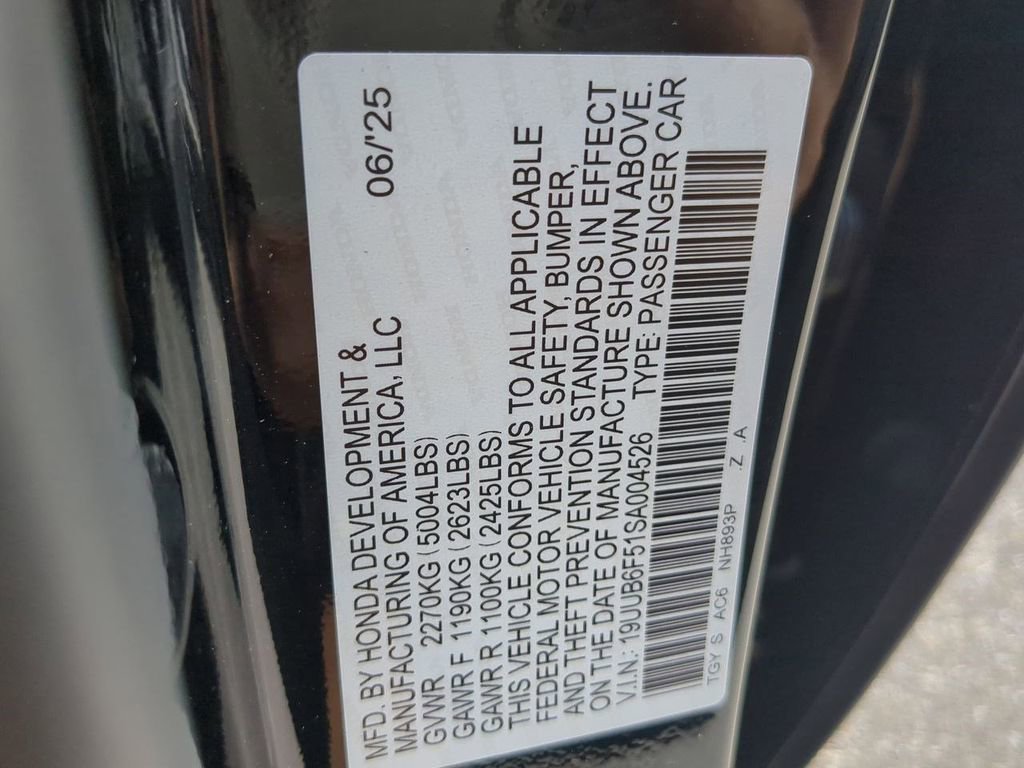 MFD. BY HONDA DEVELOPMENT &
MANUFACTURING OF AMERICA, LLC 06/'25
GVWR 2270KG (5004LBS)
GAWR F 1190KG (2623LBS)
GAWR R 1100KG (2425LBS)
THIS VEHICLE CONFORMS TO ALL APPLICABLE
FEDERAL MOTOR VEHICLE SAFETY, BUMPER,
AND THEFT PREVENTION STANDARDS IN EFFECT
ON THE DATE OF MANUFACTURE SHOWN ABOVE.
V.I.N.: 19UUB6F51SA004526 TYPE: PASSENGER CAR
TGY S AC6 NH893P Z . A